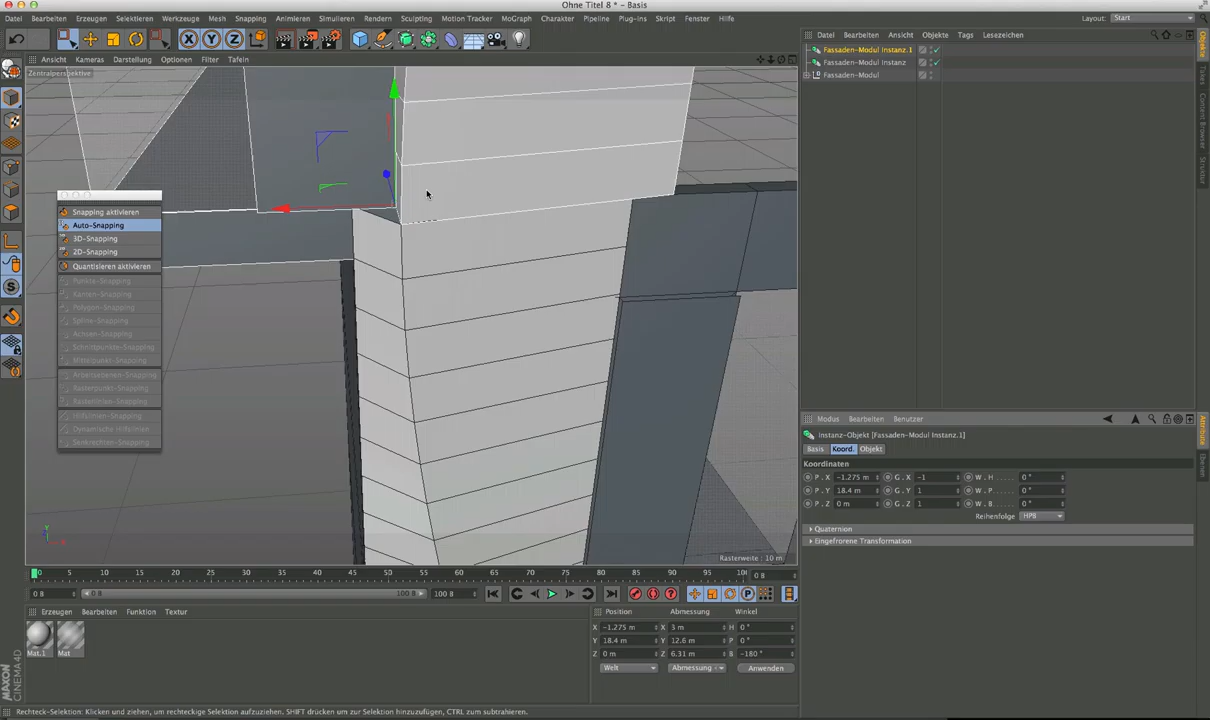 Ohne Titel 8 * - Basis
Datei Bearbeiten Erzeugen Selektieren Werkzeuge Mesh Snapping Animieren Simulieren Rendern Sculpting Motion Tracker MoGraph Charakter Pipeline Plug-ins Skript Fenster Hilfe Layout: Start
X Y Z
Ansicht Kameras Darstellung Optionen Filter Tafeln
Zentralperspektive
Snapping aktivieren
Auto-Snapping
3D-Snapping
2D-Snapping
Quantisieren aktivieren
Punkte-Snapping
Kanten-Snapping
Polygon-Snapping
Spline-Snapping
Achsen-Snapping
Schnittpunkte-Snapping
Mittelpunkt-Snapping
Arbeitsebenen-Snapping
Rasterpunkt-Snapping
Rasterlinien-Snapping
Hilfslinien-Snapping
Dynamische Hilfslinien
Senkrechten-Snapping
Rasterweite : 10 m
Datei Bearbeiten Ansicht Objekte Tags Lesezeichen
Fassaden-Modul Instanz.1
Fassaden-Modul Instanz
Fassaden-Modul
Objekte
Takes
Content Browser
Struktur
Modus Bearbeiten Benutzer
Instanz-Objekt [Fassaden-Modul Instanz.1]
Basis Koord. Objekt
Koordinaten
P . X -1.275 m G . X -1 W . H 0 °
P . Y 18.4 m G . Y 1 W . P 0 °
P . Z 0 m G . Z 1 W . B 0 °
Reihenfolge HPB
Quaternion
Eingefrorene Transformation
Attribute
Ebenen
0 5 10 15 20 25 30 35 40 45 50 55 60 65 70 75 80 85 90 95 0 B
0 B 0 B 100 B 100 B
Erzeugen Bearbeiten Funktion Textur
Mat.1 Mat
Position Abmessung Winkel
X -1.275 m X 3 m H 0 °
Y 18.4 m Y 12.6 m P 0 °
Z 0 m Z 6.31 m B -180 °
Welt Abmessung Anwenden
MAXON CINEMA 4D
Rechteck-Selektion: Klicken und ziehen, um rechteckige Selektion aufzuziehen. SHIFT drücken um zur Selektion hinzuzufügen, CTRL zum subtrahieren.